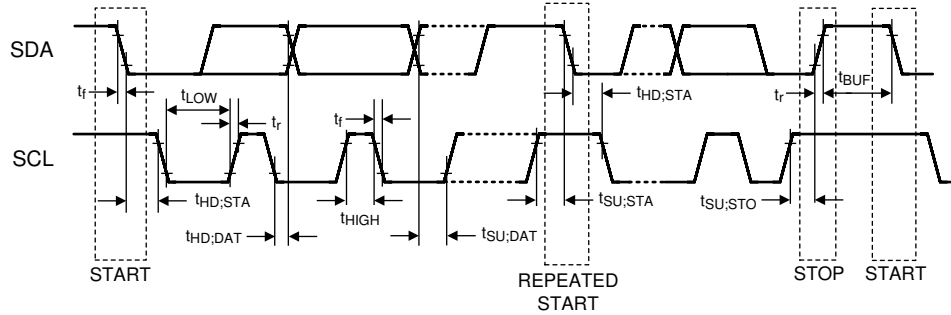 SDA
t_f
t_LOW
t_r
t_f
t_HD;STA
t_r
t_BUF
SCL
t_HD;STA
t_HD;DAT
t_HIGH
t_SU;DAT
t_SU;STA
t_SU;STO
START
REPEATED
START
STOP
START